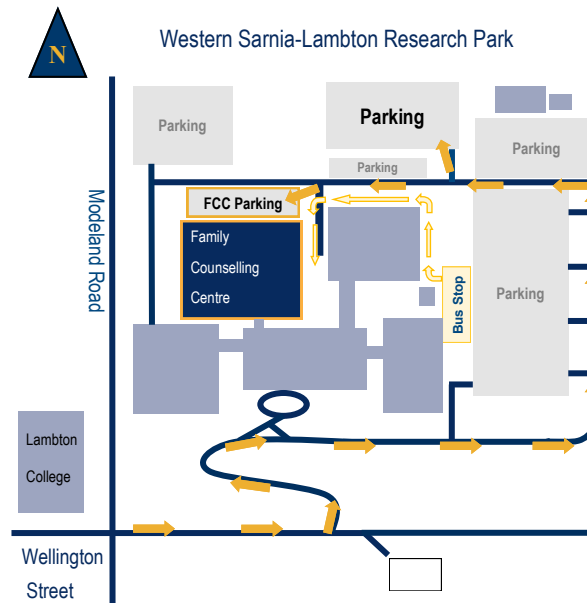 N
Western Sarnia-Lambton Research Park
Parking
Parking
Parking
Parking
Modeland Road
FCC Parking
Family
Counselling
Centre
Bus Stop
Parking
Lambton
College
Wellington
Street